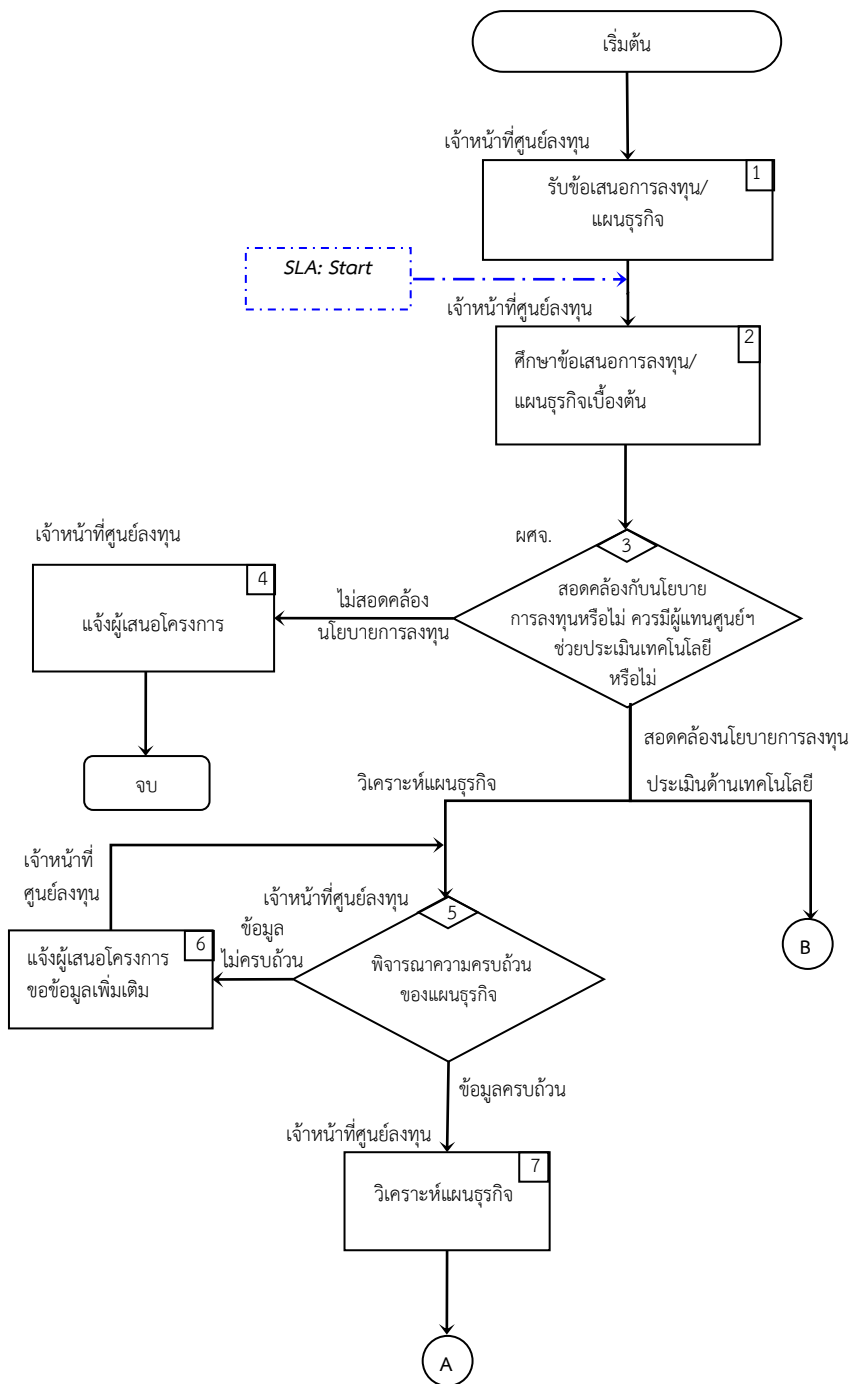 เริ่มต้น
เจ้าหน้าที่ศูนย์ลงทุน
1
รับข้อเสนอการลงทุน/
แผนธุรกิจ
SLA: Start
เจ้าหน้าที่ศูนย์ลงทุน
2
ศึกษาข้อเสนอการลงทุน/
แผนธุรกิจเบื้องต้น
ผศจ.
3
สอดคล้องกับนโยบาย
การลงทุนหรือไม่ ควรมีผู้แทนศูนย์ฯ
ช่วยประเมินเทคโนโลยี
หรือไม่
เจ้าหน้าที่ศูนย์ลงทุน
4
แจ้งผู้เสนอโครงการ
ไม่สอดคล้อง
นโยบายการลงทุน
จบ
สอดคล้องนโยบายการลงทุน
วิเคราะห์แผนธุรกิจ
ประเมินด้านเทคโนโลยี
B
เจ้าหน้าที่
ศูนย์ลงทุน
เจ้าหน้าที่ศูนย์ลงทุน
5
พิจารณาความครบถ้วน
ของแผนธุรกิจ
ข้อมูล
ไม่ครบถ้วน
6
แจ้งผู้เสนอโครงการ
ขอข้อมูลเพิ่มเติม
ข้อมูลครบถ้วน
เจ้าหน้าที่ศูนย์ลงทุน
7
วิเคราะห์แผนธุรกิจ
A